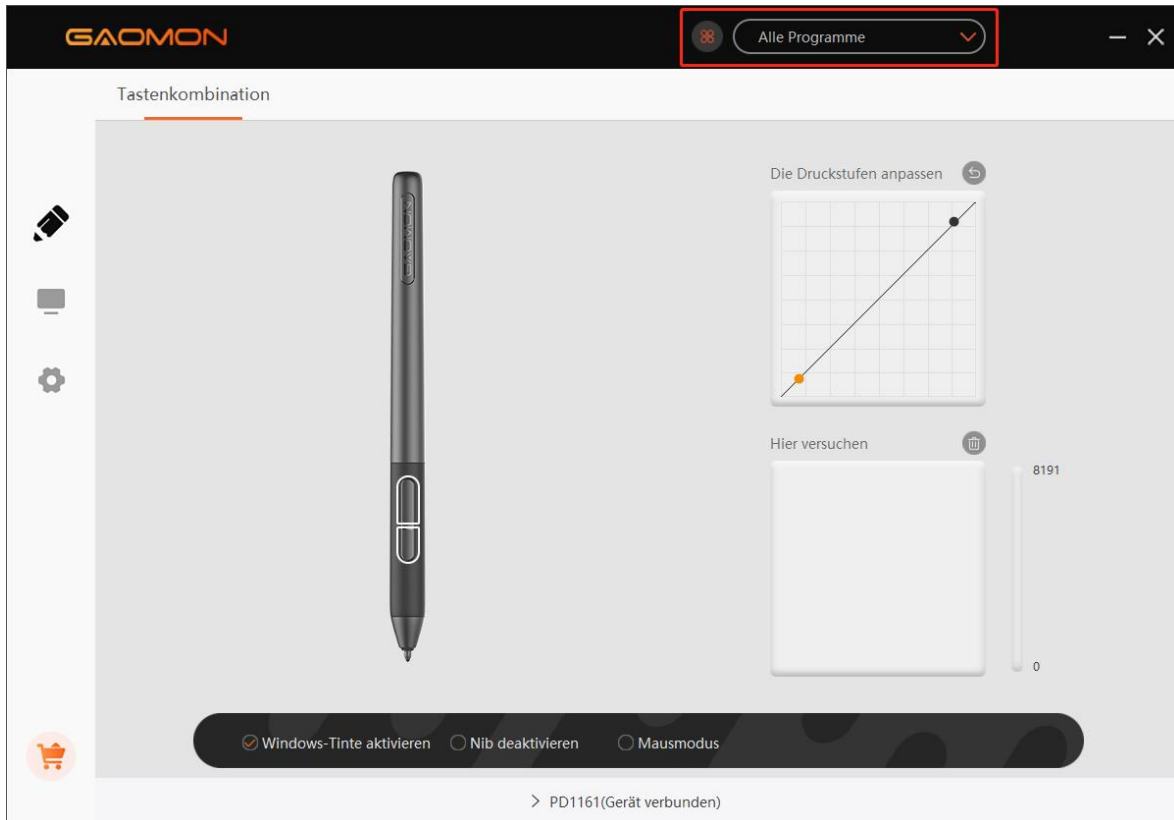 GAOMON
Alle Programme
Tastenkombination
GAOMON
Die Druckstufen anpassen
Hier versuchen
8191
0
Windows-Tinte aktivieren
Nib deaktivieren
Mausmodus
PD1161(Gerät verbunden)